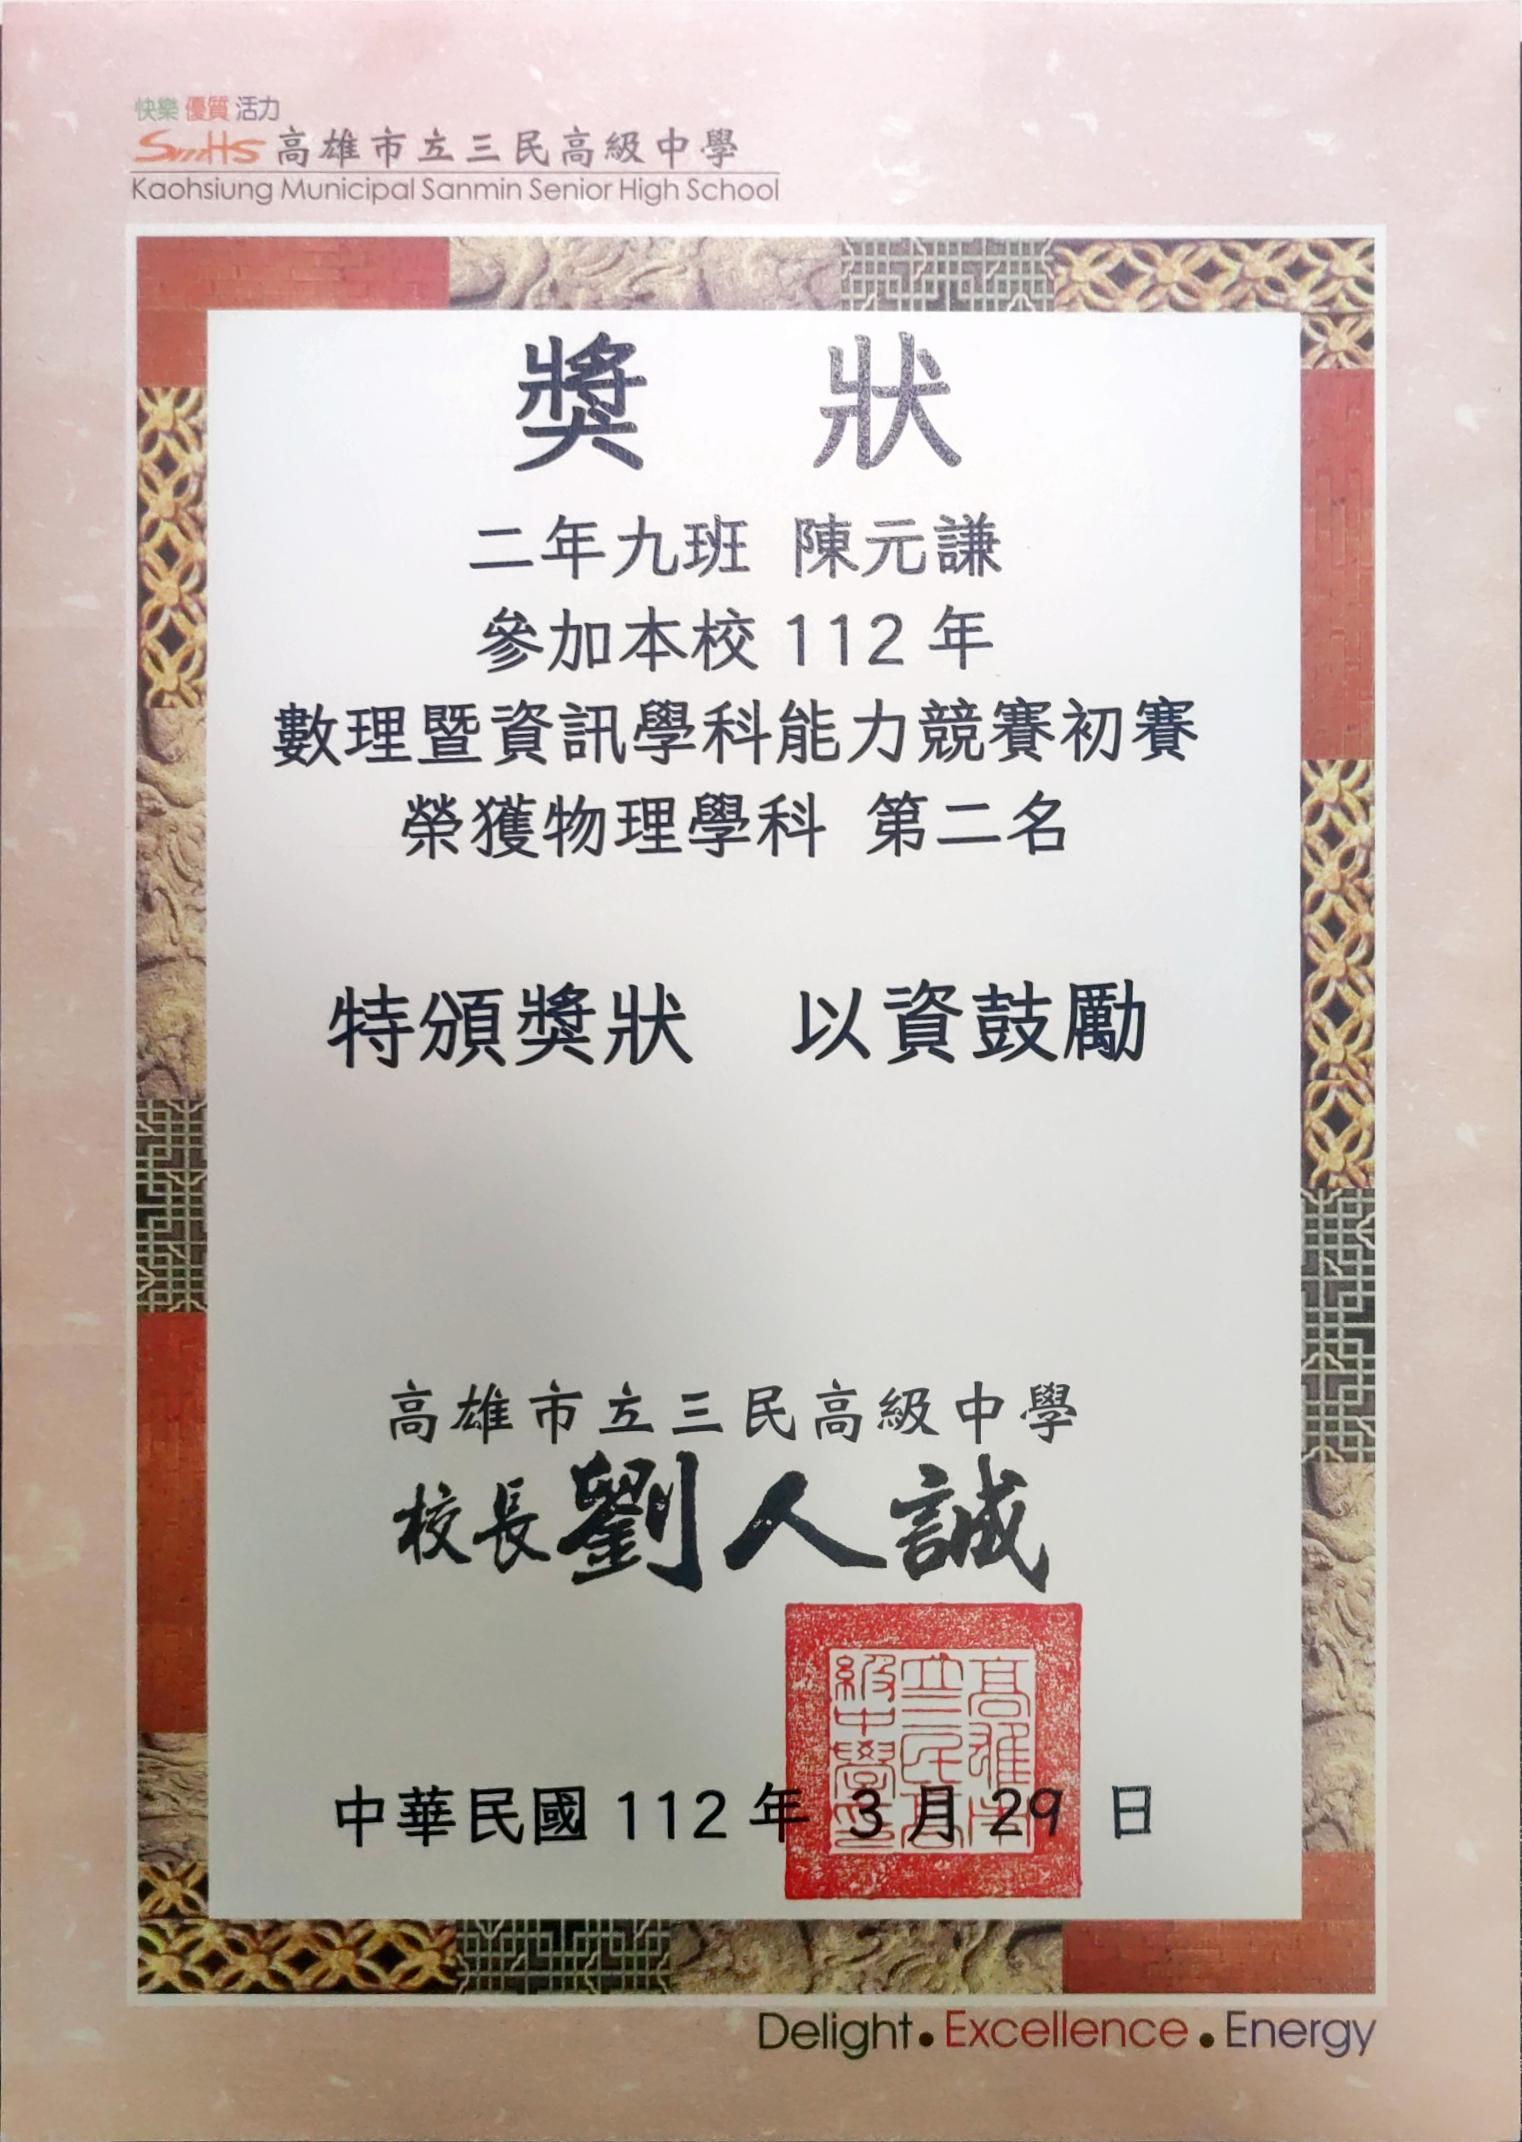 快樂 優質 活力
SmHS 高雄市立三民高級中學
Kaohsiung Municipal Sanmin Senior High School
獎 狀
二年九班 陳元謙
參加本校 112 年
數理暨資訊學科能力競賽初賽
榮獲物理學科 第二名
特頒獎狀 以資鼓勵
高雄市立三民高級中學
校長 劉人誠
高雄市
立三民高
級中學印
中華民國 112 年 3 月 29 日
Delight • Excellence • Energy